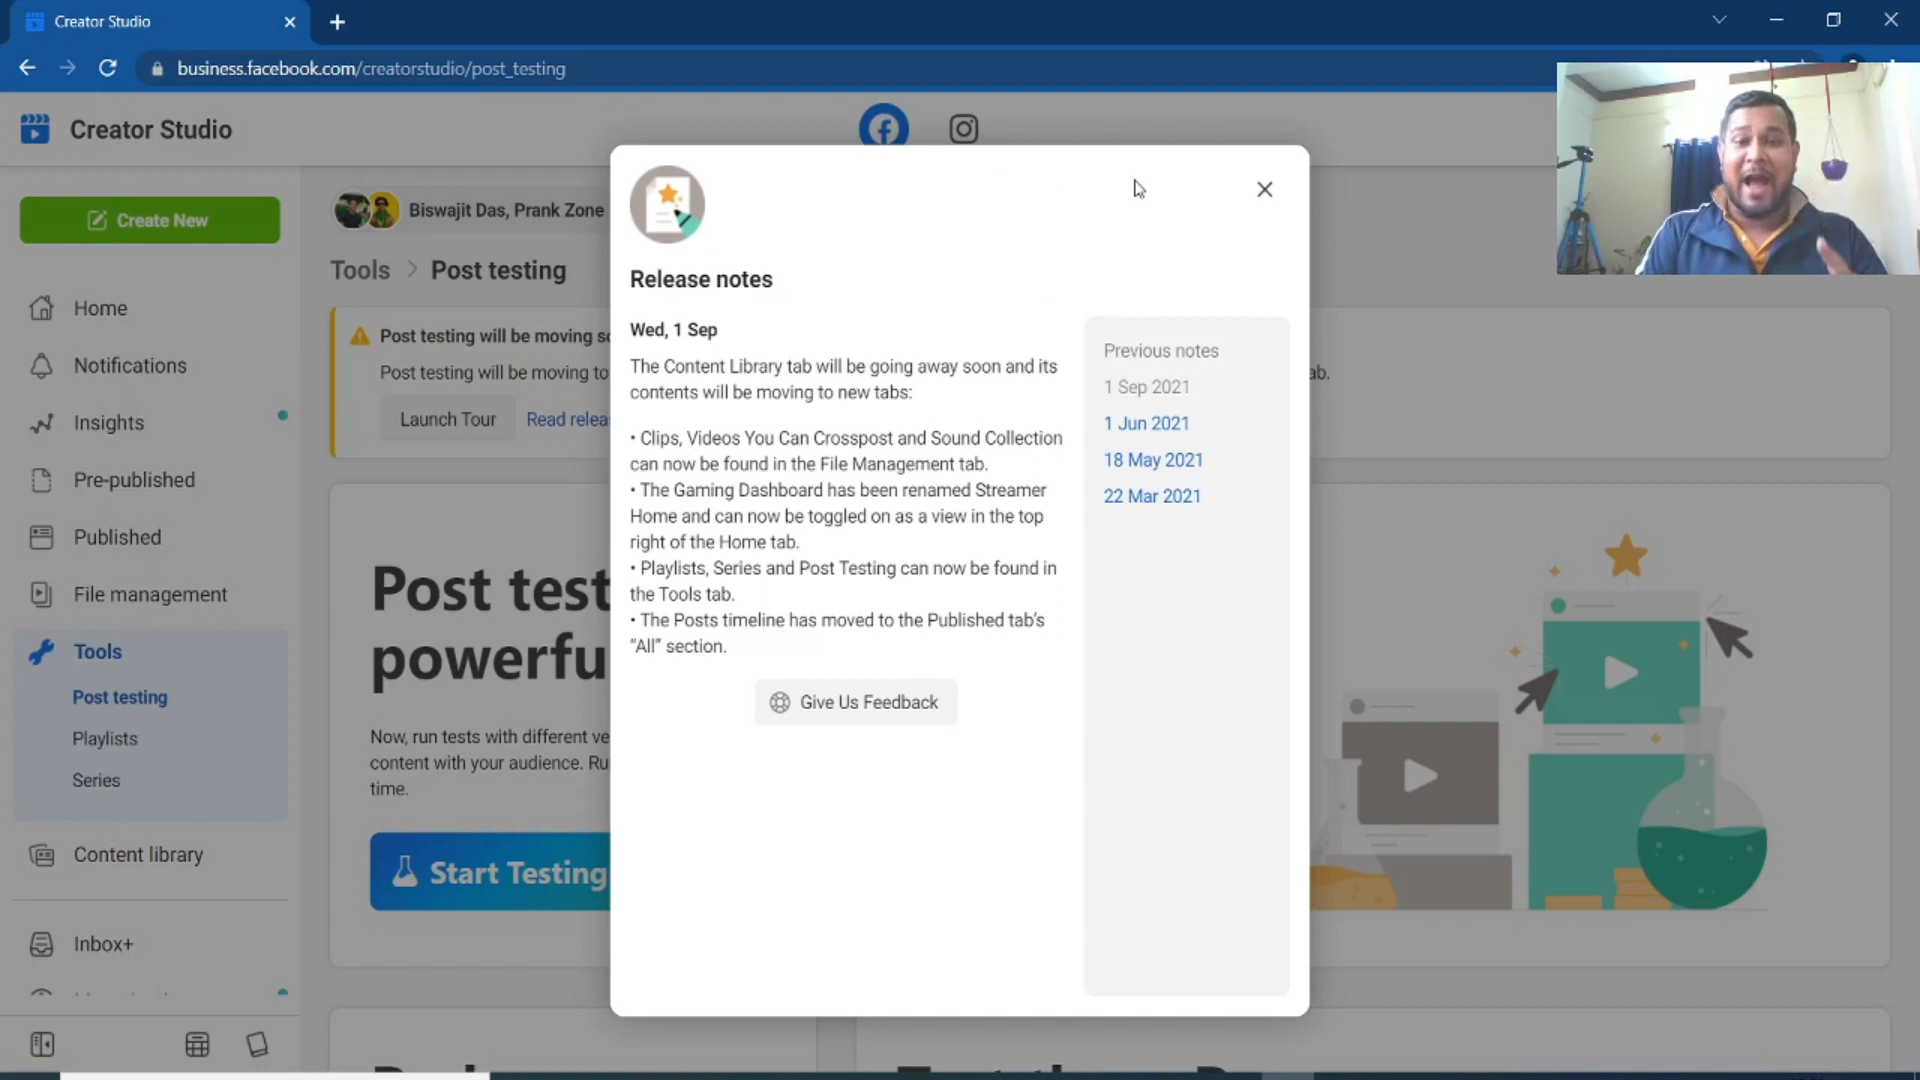 Creator Studio
business.facebook.com/creatorstudio/post_testing
Creator Studio
Create New
Home
Notifications
Insights
Pre-published
Published
File management
Tools
Post testing
Playlists
Series
Content library
Inbox+
Biswajit Das, Prank Zone
Tools > Post testing
Post testing will be moving s
Post testing will be moving to
ab.
Launch Tour
Read relea
Post test
powerfu
Now, run tests with different ve
content with your audience. Ru
time.
Start Testing
Release notes
Wed, 1 Sep
The Content Library tab will be going away soon and its
contents will be moving to new tabs:
• Clips, Videos You Can Crosspost and Sound Collection
can now be found in the File Management tab.
• The Gaming Dashboard has been renamed Streamer
Home and can now be toggled on as a view in the top
right of the Home tab.
• Playlists, Series and Post Testing can now be found in
the Tools tab.
• The Posts timeline has moved to the Published tab's
"All" section.
Give Us Feedback
Previous notes
1 Sep 2021
1 Jun 2021
18 May 2021
22 Mar 2021